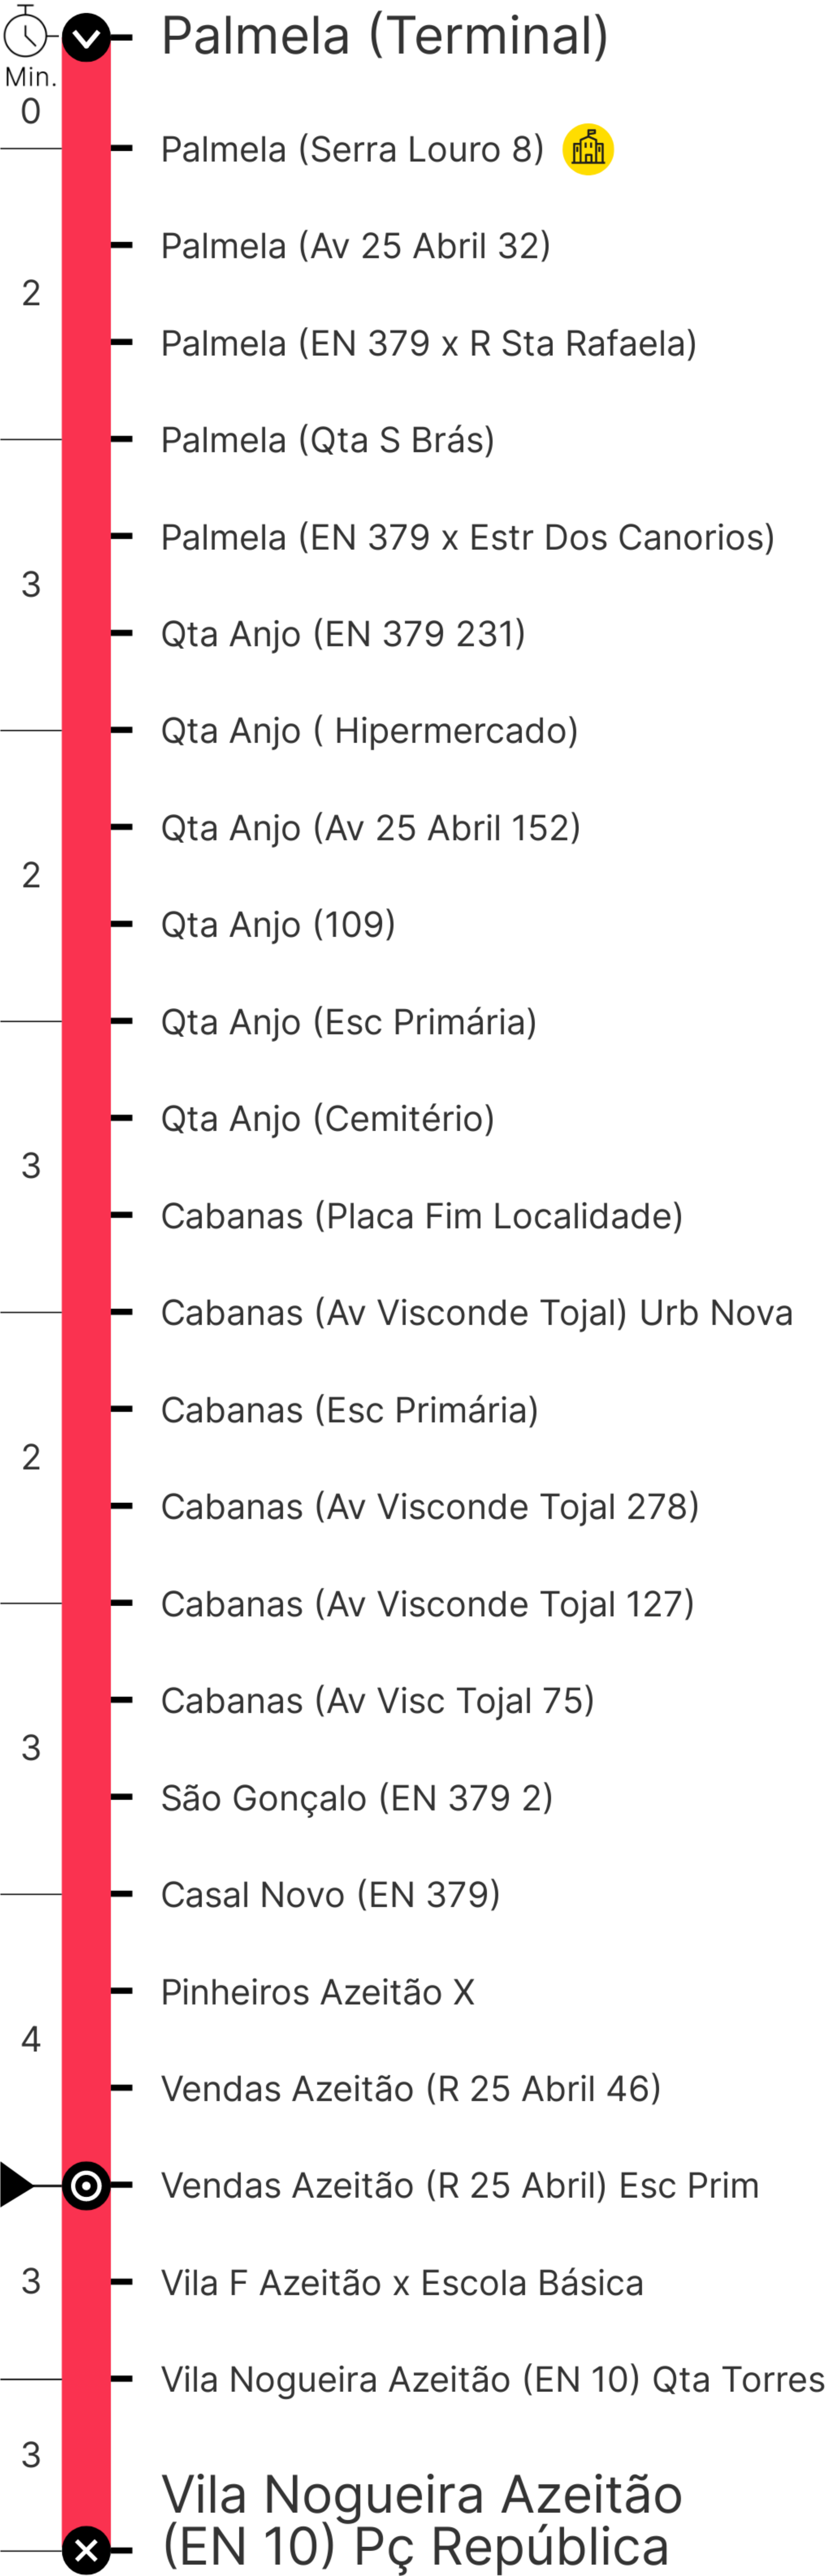 Palmela (Terminal)
Min.
0
Palmela (Serra Louro 8)
Palmela (Av 25 Abril 32)
2
Palmela (EN 379 x R Sta Rafaela)
Palmela (Qta S Brás)
Palmela (EN 379 x Estr Dos Canorios)
3
Qta Anjo (EN 379 231)
Qta Anjo ( Hipermercado)
Qta Anjo (Av 25 Abril 152)
2
Qta Anjo (109)
Qta Anjo (Esc Primária)
Qta Anjo (Cemitério)
3
Cabanas (Placa Fim Localidade)
Cabanas (Av Visconde Tojal) Urb Nova
Cabanas (Esc Primária)
2
Cabanas (Av Visconde Tojal 278)
Cabanas (Av Visconde Tojal 127)
Cabanas (Av Visc Tojal 75)
3
São Gonçalo (EN 379 2)
Casal Novo (EN 379)
Pinheiros Azeitão X
4
Vendas Azeitão (R 25 Abril 46)
Vendas Azeitão (R 25 Abril) Esc Prim
3
Vila F Azeitão x Escola Básica
Vila Nogueira Azeitão (EN 10) Qta Torres
3
Vila Nogueira Azeitão
(EN 10) Pç República